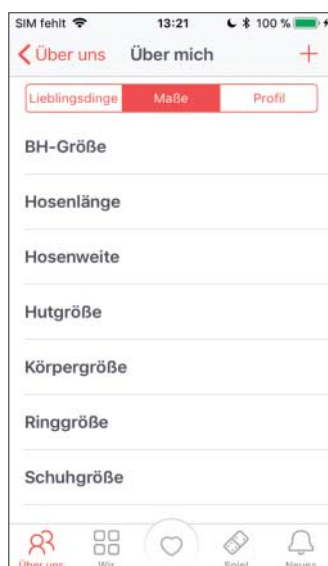 SIM fehlt 13:21 100 %
Über uns Über mich +
Lieblingsdinge Maße Profil
BH-Größe
Hosenlänge
Hosenweite
Hutgröße
Körpergröße
Ringgröße
Schuhgröße
Über uns Wir Spiel Neues